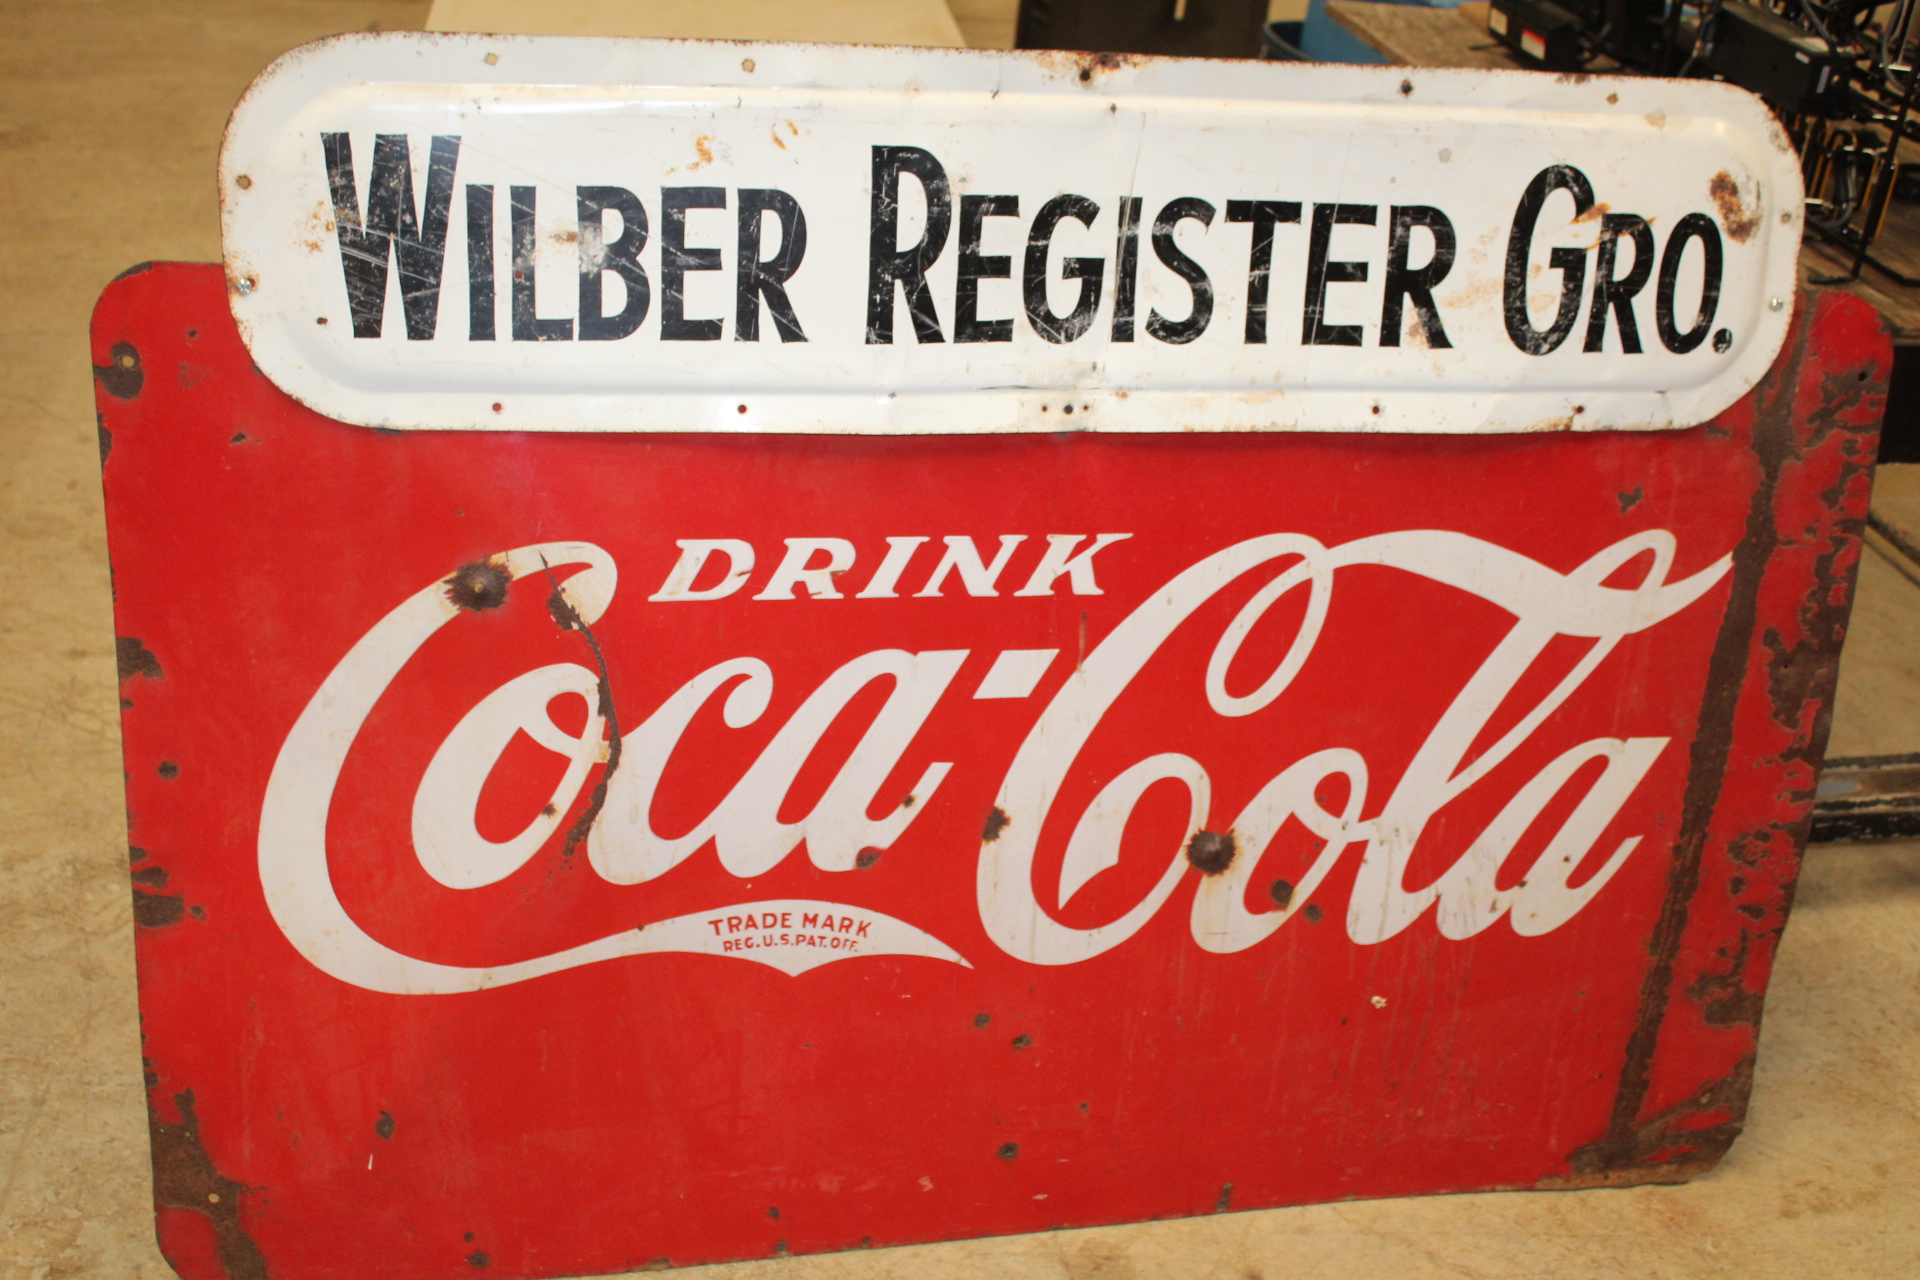 WILBER REGISTER GRO.
DRINK
Coca-Cola
TRADE MARK
REG. U.S. PAT. OFF.